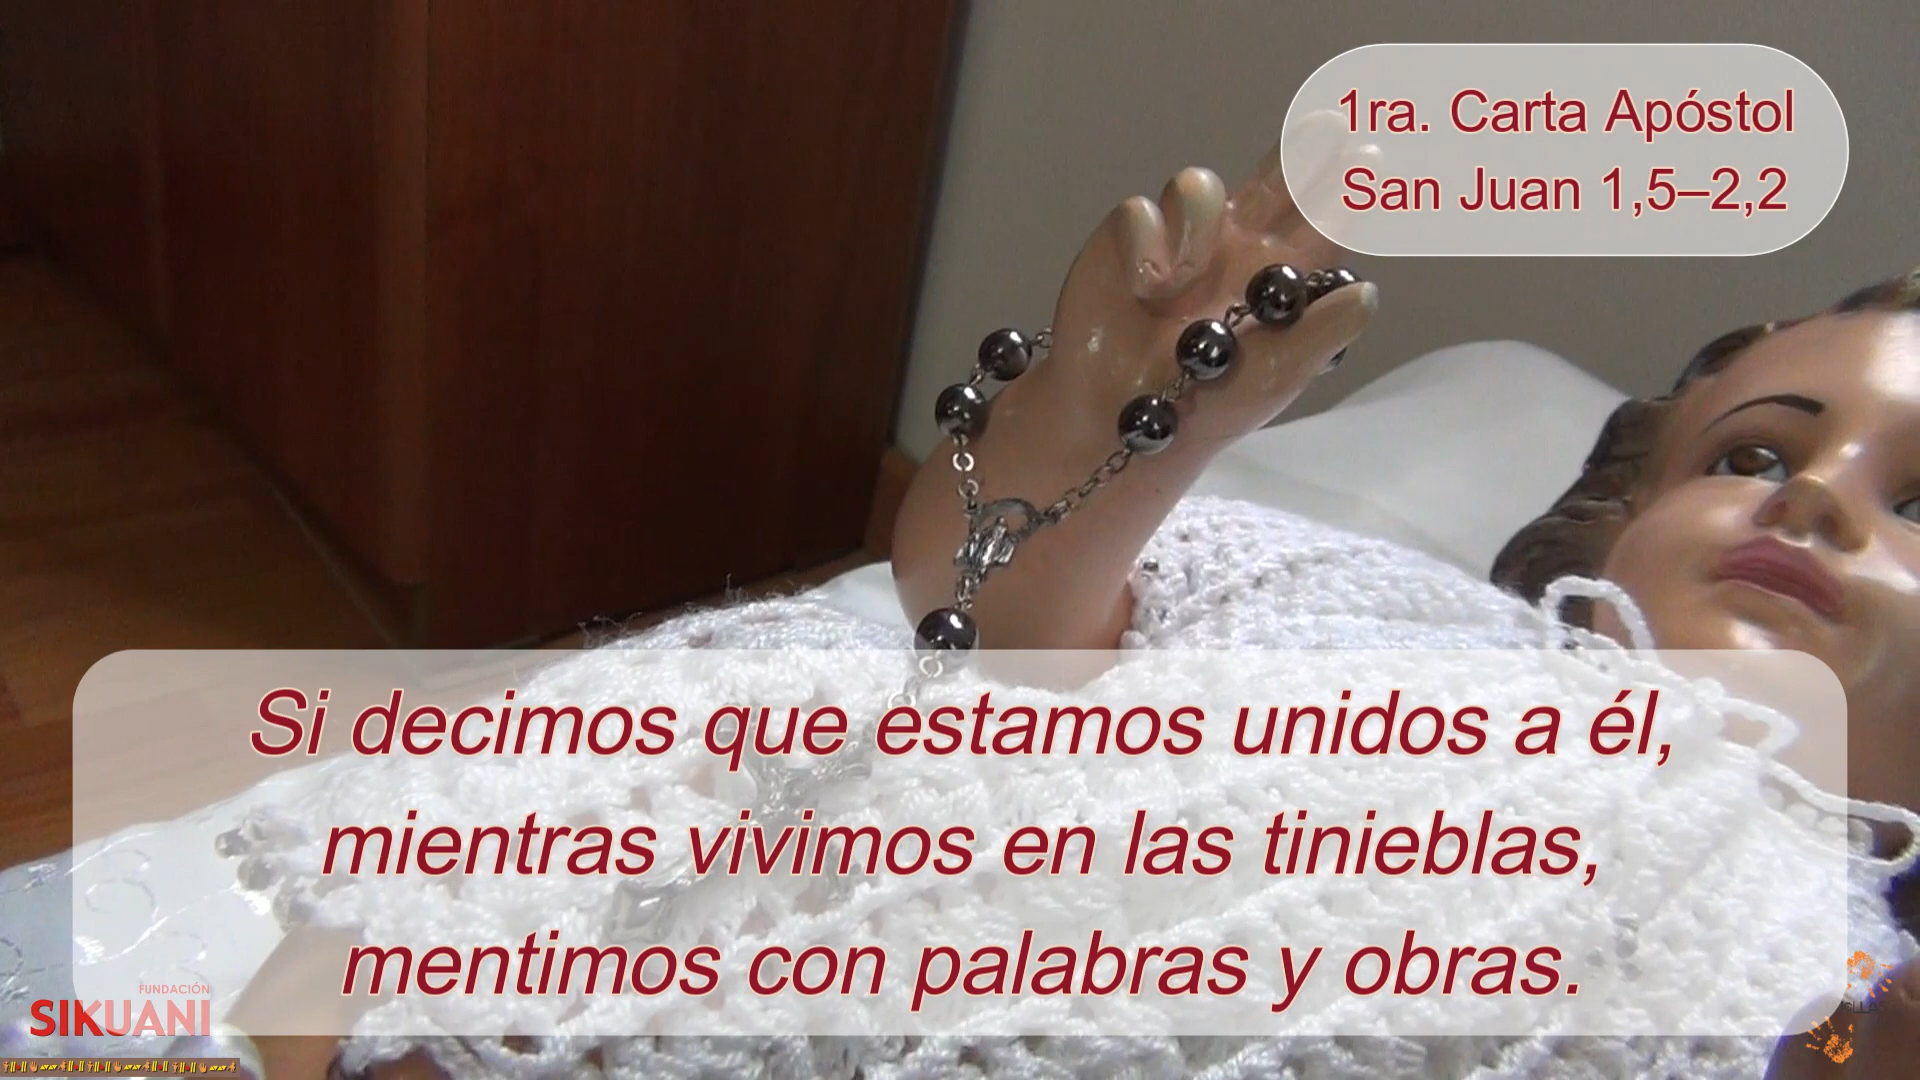 1ra. Carta Apóstol
San Juan 1,5–2,2
Si decimos que estamos unidos a él,
mientras vivimos en las tinieblas,
mentimos con palabras y obras.
FUNDACIÓN
SIKUANI